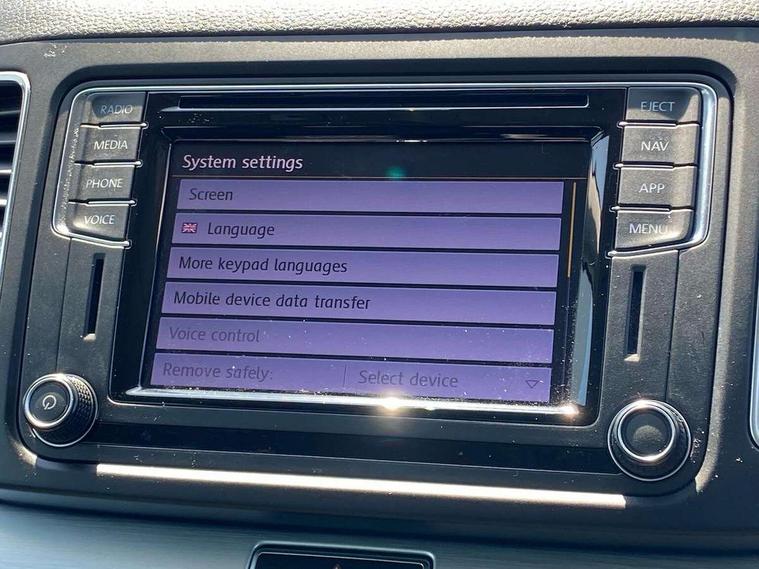 RADIO
MEDIA
PHONE
VOICE
System settings
Screen
Language
More keypad languages
Mobile device data transfer
Voice control
Remove safely: Select device
EJECT
NAV
APP
MENU